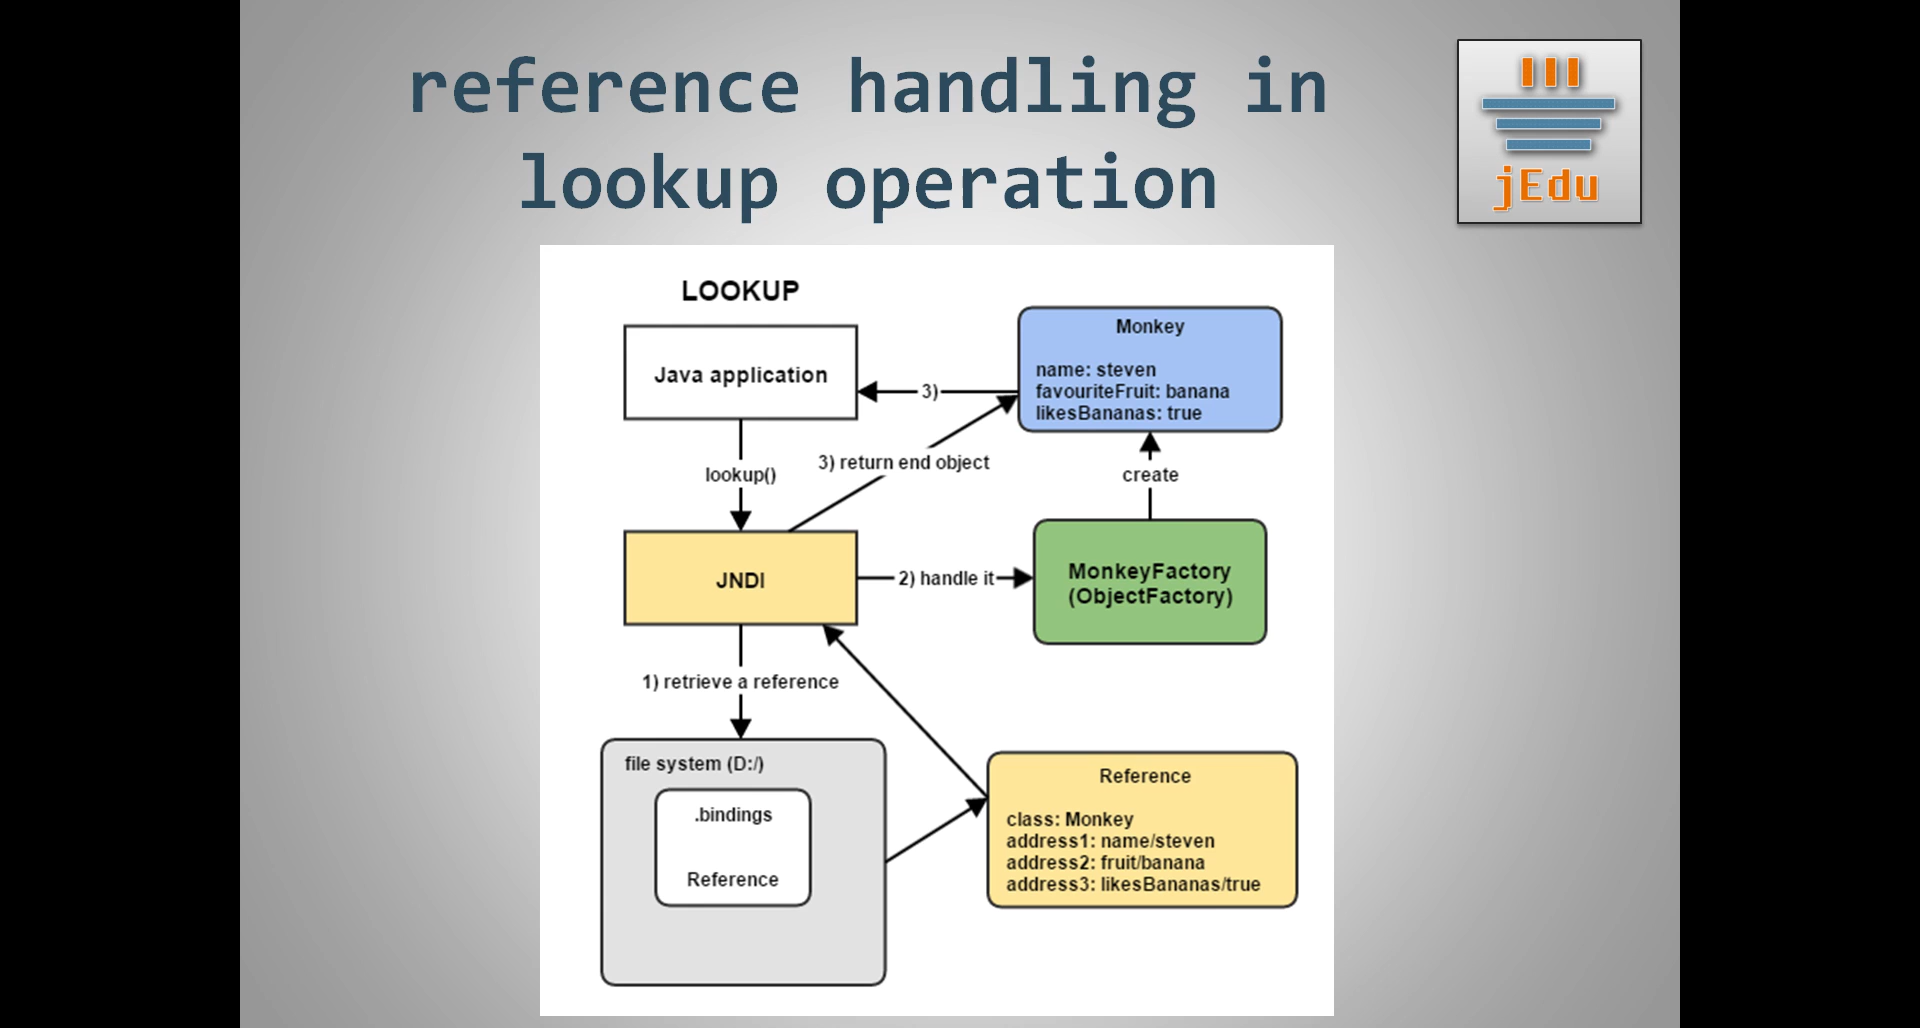 reference handling in
lookup operation
jEdu
LOOKUP
Java application
Monkey
name: steven
favouriteFruit: banana
likesBananas: true
3)
3) return end object
lookup()
create
JNDI
2) handle it
MonkeyFactory
(ObjectFactory)
1) retrieve a reference
file system (D:/)
.bindings
Reference
Reference
class: Monkey
address1: name/steven
address2: fruit/banana
address3: likesBananas/true